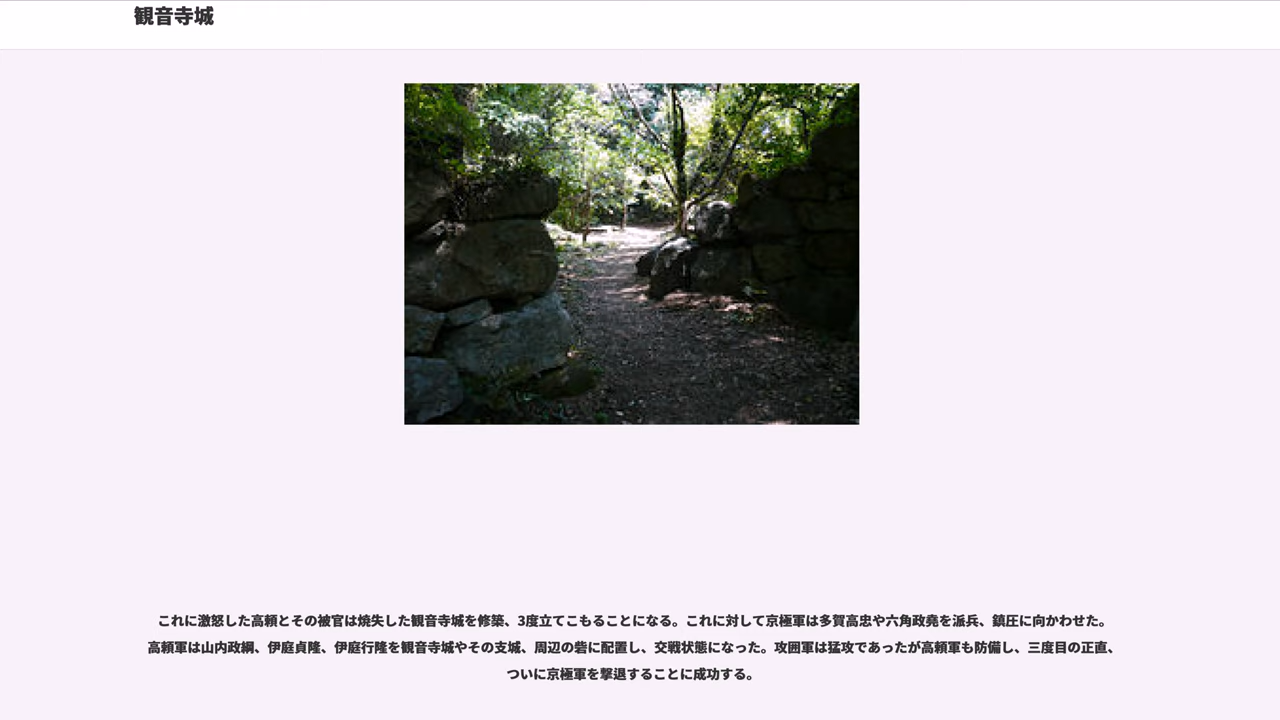 観音寺城
これに激怒した高頼とその被官は焼失した観音寺城を修築、3度立てこもることになる。これに対して京極軍は多賀高忠や六角政堯を派兵、鎮圧に向かわせた。
高頼軍は山内政綱、伊庭貞隆、伊庭行隆を観音寺城やその支城、周辺の砦に配置し、交戦状態になった。攻囲軍は猛攻であったが高頼軍も防備し、三度目の正直、
ついに京極軍を撃退することに成功する。